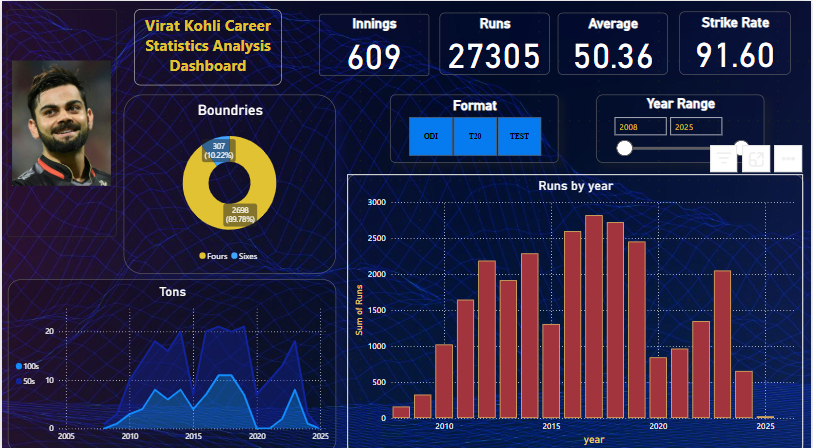 Virat Kohli Career
Statistics Analysis
Dashboard
Innings
609
Runs
27305
Average
50.36
Strike Rate
91.60
Boundries
307
(10.22%)
2698
(89.78%)
Fours Sixes
Format
ODI T20 TEST
Year Range
2008 2025
Tons
20
10
0
100s
50s
2005 2010 2015 2020 2025
Runs by year
Sum of Runs
3000
2500
2000
1500
1000
500
0
2010 2015 2020 2025
year